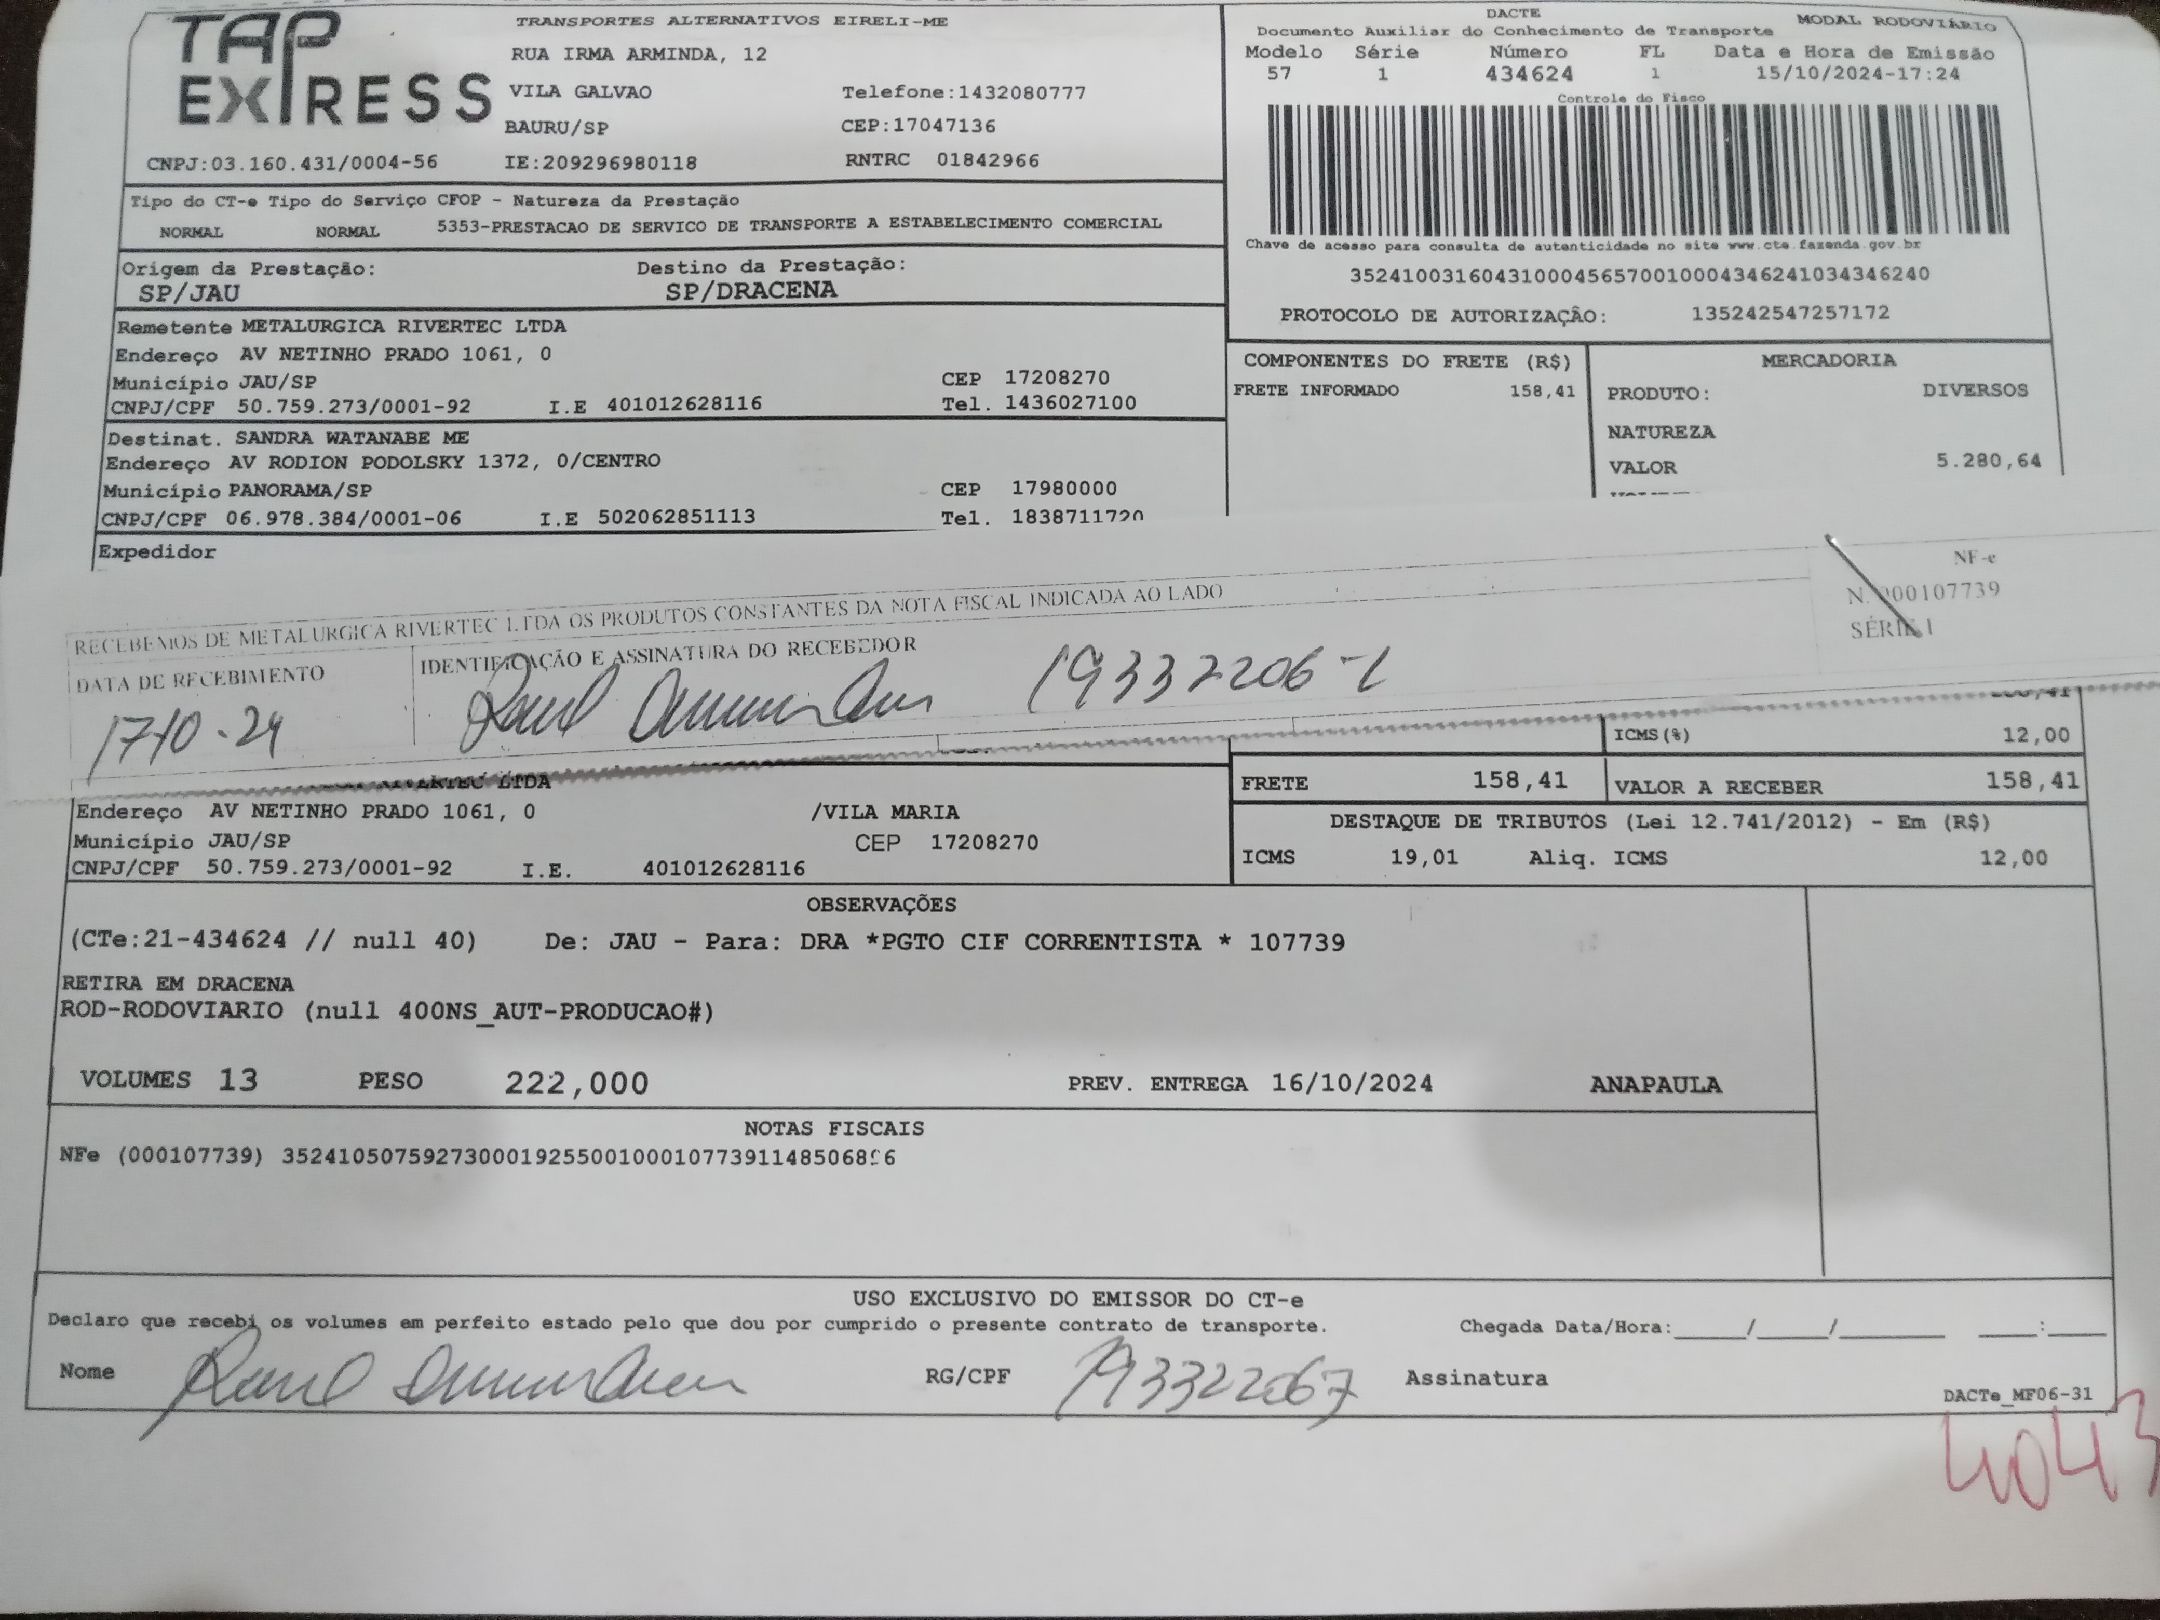 TAP EXPRESS
TRANSPORTES ALTERNATIVOS EIRELI-ME
RUA IRMA ARMINDA, 12
VILA GALVAO Telefone:1432080777
BAURU/SP CEP:17047136
CNPJ:03.160.431/0004-56 IE:209296980118 RNTRC 01842966
DACTE MODAL RODOVIÁRIO
Documento Auxiliar do Conhecimento de Transporte
Modelo Série Número FL Data e Hora de Emissão
57 1 434624 1 15/10/2024-17:24
Controle do Fisco
Chave de acesso para consulta de autenticidade no site www.cte.fazenda.gov.br
35241003160431000456570010004346241034346240
PROTOCOLO DE AUTORIZAÇÃO: 135242547257172
Tipo do CT-e Tipo do Serviço CFOP - Natureza da Prestação
NORMAL NORMAL 5353-PRESTACAO DE SERVICO DE TRANSPORTE A ESTABELECIMENTO COMERCIAL
Origem da Prestação: Destino da Prestação:
SP/JAU SP/DRACENA
Remetente METALURGICA RIVERTEC LTDA
Endereço AV NETINHO PRADO 1061, 0
Município JAU/SP CEP 17208270
CNPJ/CPF 50.759.273/0001-92 I.E 401012628116 Tel. 1436027100
Destinat. SANDRA WATANABE ME
Endereço AV RODION PODOLSKY 1372, 0/CENTRO
Município PANORAMA/SP CEP 17980000
CNPJ/CPF 06.978.384/0001-06 I.E 502062851113 Tel. 1838711720
Expedidor
COMPONENTES DO FRETE (R$) MERCADORIA
FRETE INFORMADO 158,41 PRODUTO: DIVERSOS
NATUREZA
VALOR 5.280,64
RECEBEMOS DE METALURGICA RIVERTEC LTDA OS PRODUTOS CONSTANTES DA NOTA FISCAL INDICADA AO LADO
NF-e
N. 000107739
SÉRIE 1
DATA DE RECEBIMENTO IDENTIFICAÇÃO E ASSINATURA DO RECEBEDOR
17/10-24
ICMS(%) 12,00
LTDA FRETE 158,41 VALOR A RECEBER 158,41
Endereço AV NETINHO PRADO 1061, 0 /VILA MARIA
Município JAU/SP CEP 17208270
CNPJ/CPF 50.759.273/0001-92 I.E. 401012628116
DESTAQUE DE TRIBUTOS (Lei 12.741/2012) - Em (R$)
ICMS 19,01 Aliq. ICMS 12,00
OBSERVAÇÕES
(CTe:21-434624 // null 40) De: JAU - Para: DRA *PGTO CIF CORRENTISTA * 107739
RETIRA EM DRACENA
ROD-RODOVIARIO (null 400NS_AUT-PRODUCAO#)
VOLUMES 13 PESO 222,000 PREV. ENTREGA 16/10/2024 ANAPAULA
NOTAS FISCAIS
NFe (000107739)
USO EXCLUSIVO DO EMISSOR DO CT-e
Declaro que recebi os volumes em perfeito estado pelo que dou por cumprido o presente contrato de transporte. Chegada Data/Hora:_____/_____/_______ ____:____
Nome RG/CPF 193322067 Assinatura
DACTe_MF06-31
4043